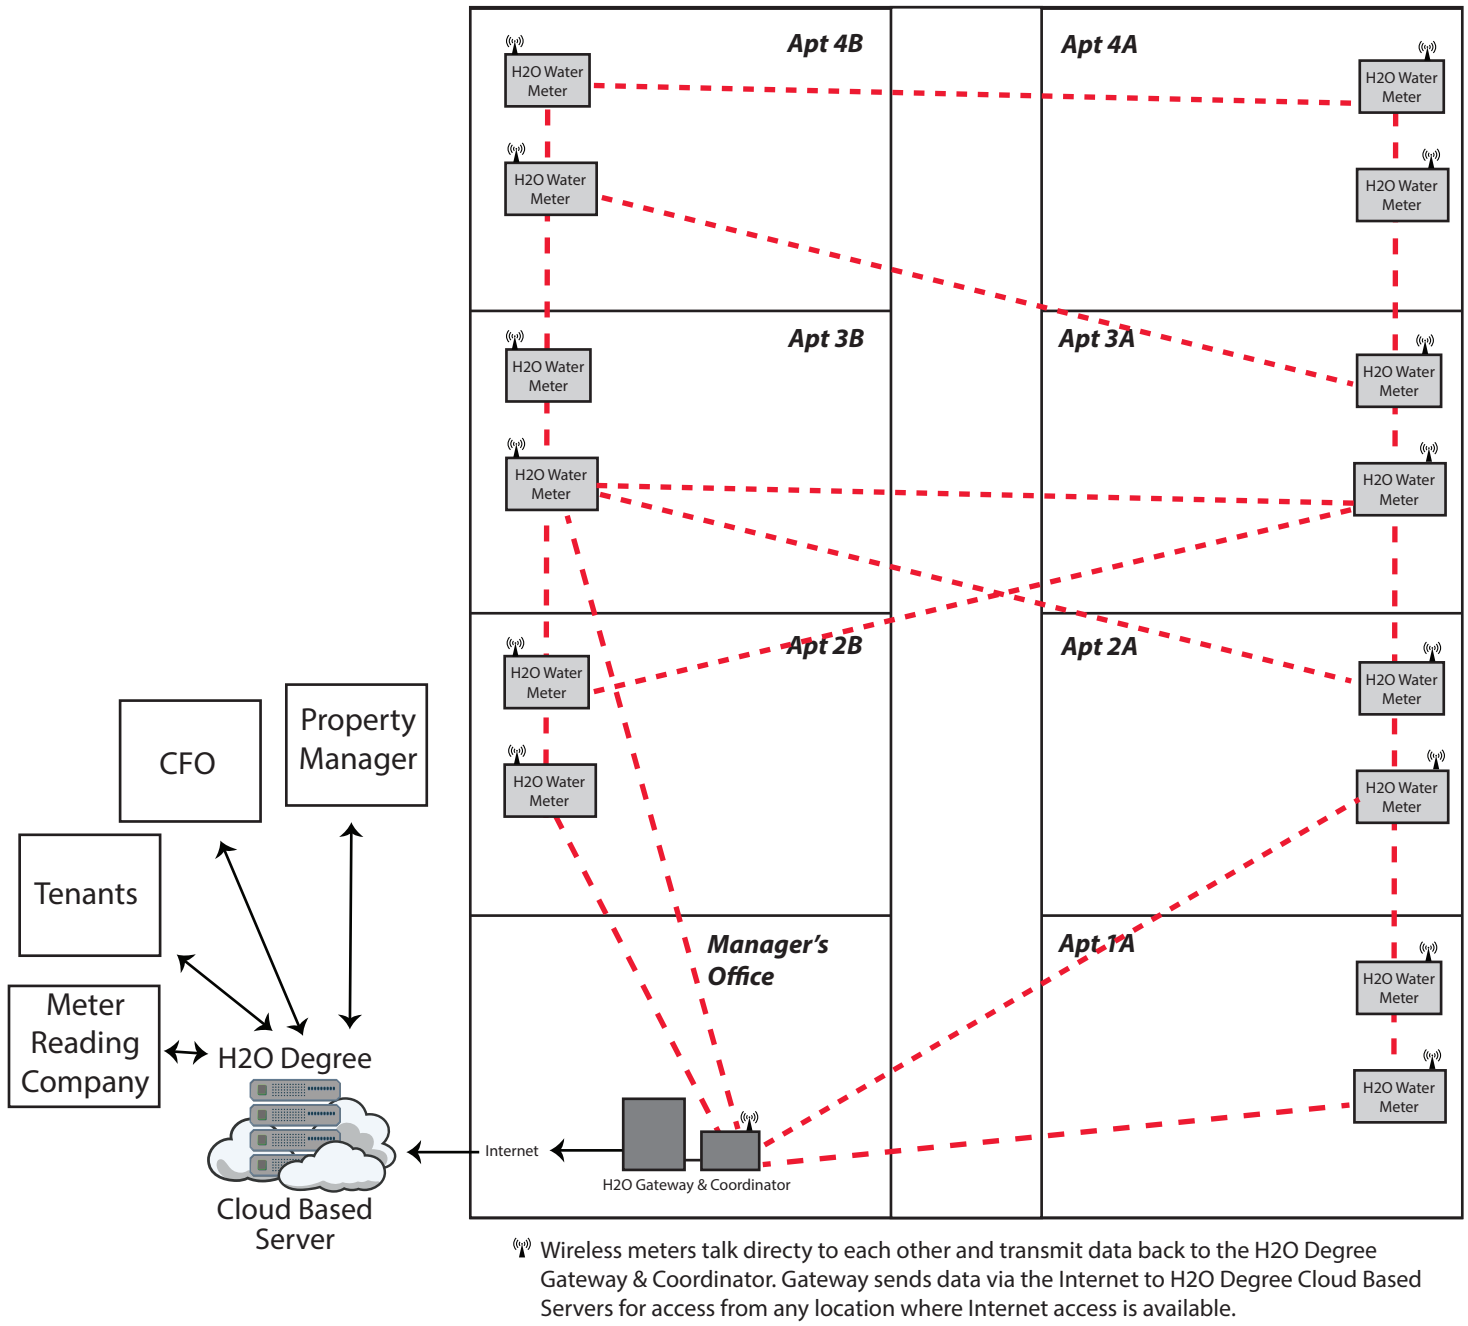 Apt 4B
Apt 4A
H2O Water
Meter
H2O Water
Meter
H2O Water
Meter
H2O Water
Meter
Apt 3B
Apt 3A
H2O Water
Meter
H2O Water
Meter
H2O Water
Meter
H2O Water
Meter
Apt 2B
Apt 2A
H2O Water
Meter
H2O Water
Meter
H2O Water
Meter
H2O Water
Meter
Property
Manager
CFO
Tenants
Meter
Reading
Company
H2O Degree
Cloud Based
Server
Internet
Manager's
Office
H2O Gateway & Coordinator
Apt 1A
H2O Water
Meter
H2O Water
Meter
Wireless meters talk directy to each other and transmit data back to the H2O Degree
Gateway & Coordinator. Gateway sends data via the Internet to H2O Degree Cloud Based
Servers for access from any location where Internet access is available.